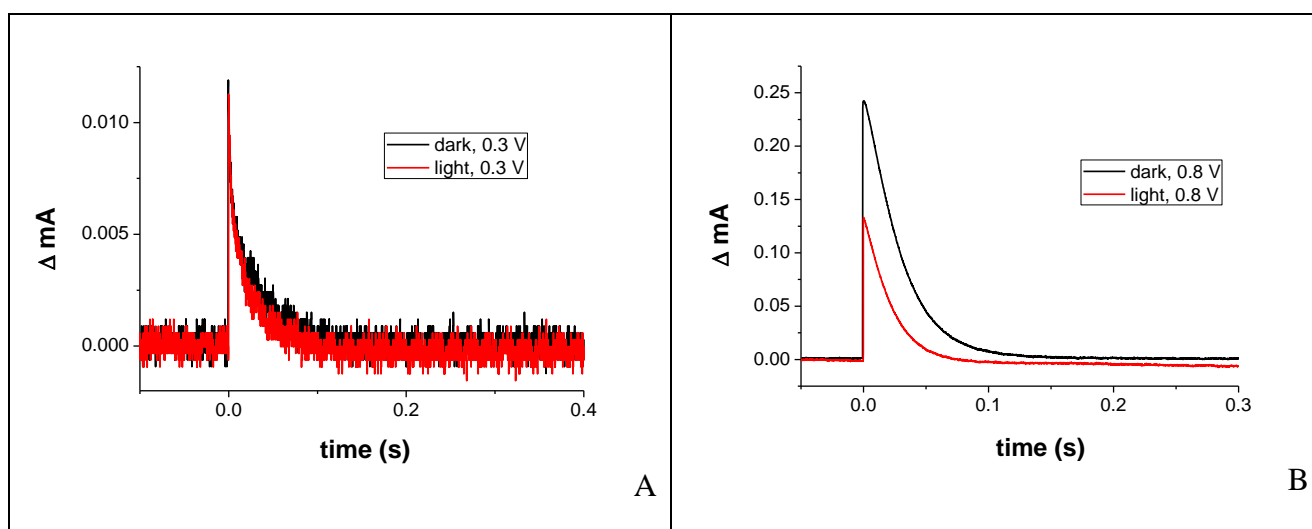 0.010
0.005
0.000
Δ mA
dark, 0.3 V
light, 0.3 V
0.0
0.2
0.4
time (s)
A
0.25
0.20
0.15
0.10
0.05
0.00
Δ mA
dark, 0.8 V
light, 0.8 V
0.0
0.1
0.2
0.3
time (s)
B